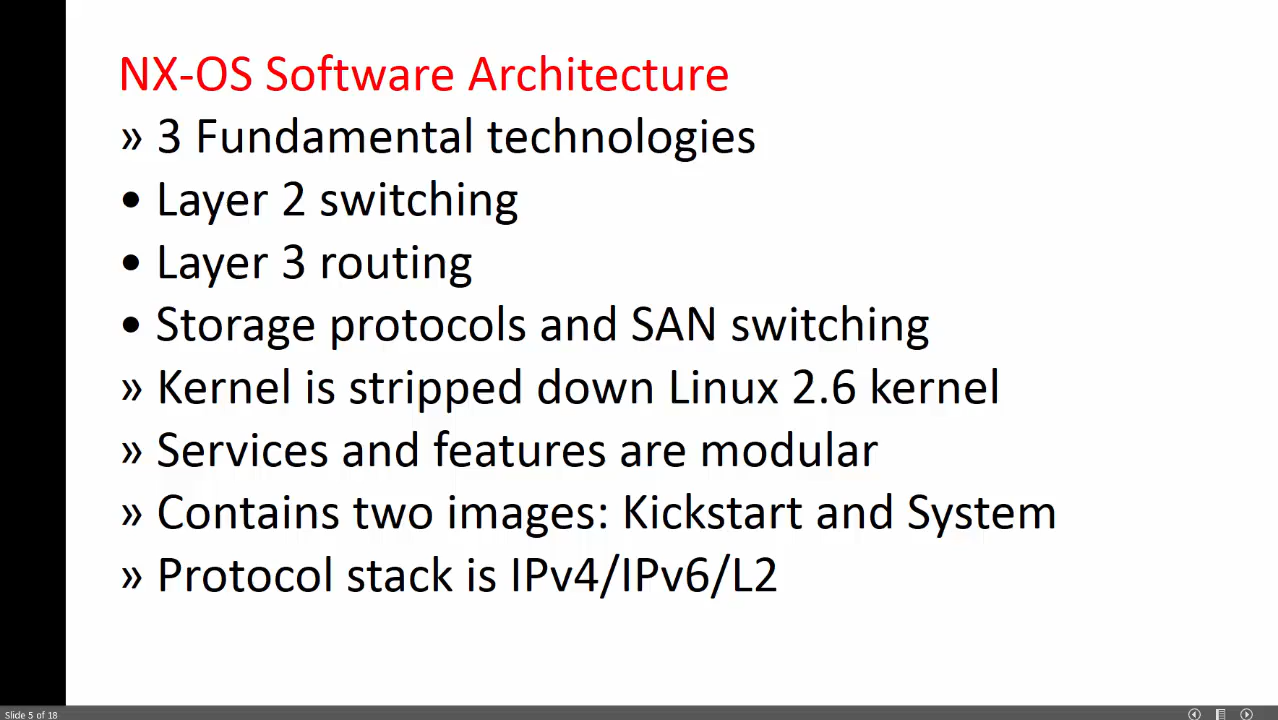 NX-OS Software Architecture
» 3 Fundamental technologies
• Layer 2 switching
• Layer 3 routing
• Storage protocols and SAN switching
» Kernel is stripped down Linux 2.6 kernel
» Services and features are modular
» Contains two images: Kickstart and System
» Protocol stack is IPv4/IPv6/L2
Slide 5 of 18